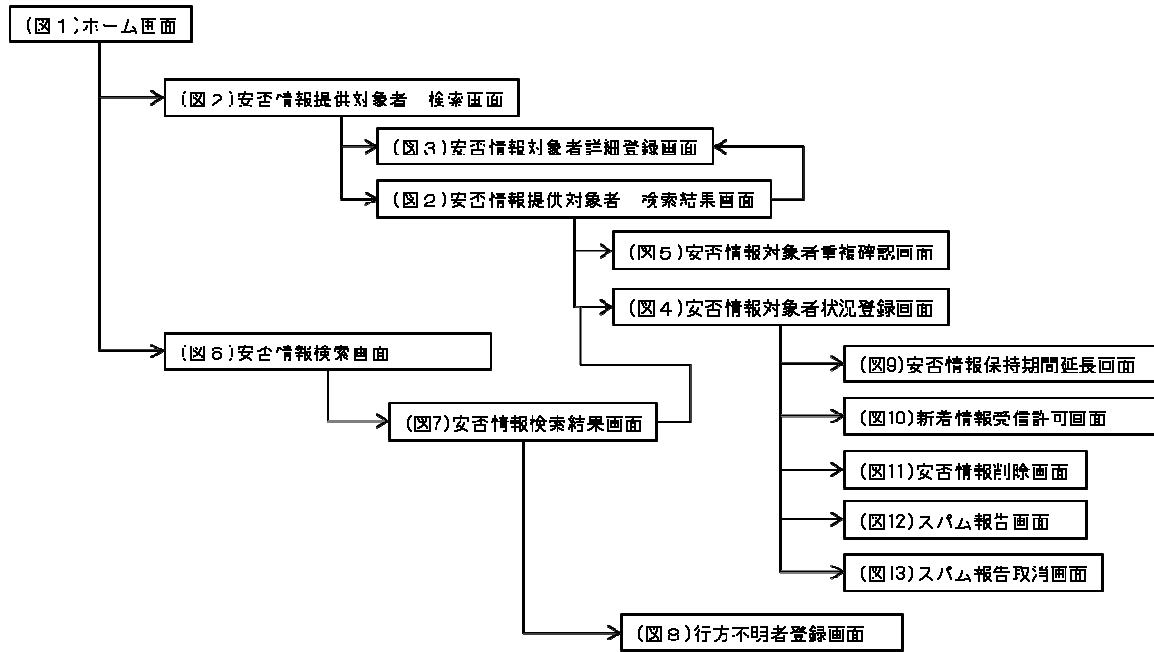 (図1)ホーム画面
(図2)安否情報提供対象者　検索画面
(図3)安否情報対象者詳細登録画面
(図2)安否情報提供対象者　検索結果画面
(図5)安否情報対象者重複確認画面
(図4)安否情報対象者状況登録画面
(図6)安否情報検索画面
(図9)安否情報保持期間延長画面
(図7)安否情報検索結果画面
(図10)新着情報受信許可画面
(図11)安否情報削除画面
(図12)スパム報告画面
(図13)スパム報告取消画面
(図8)行方不明者登録画面